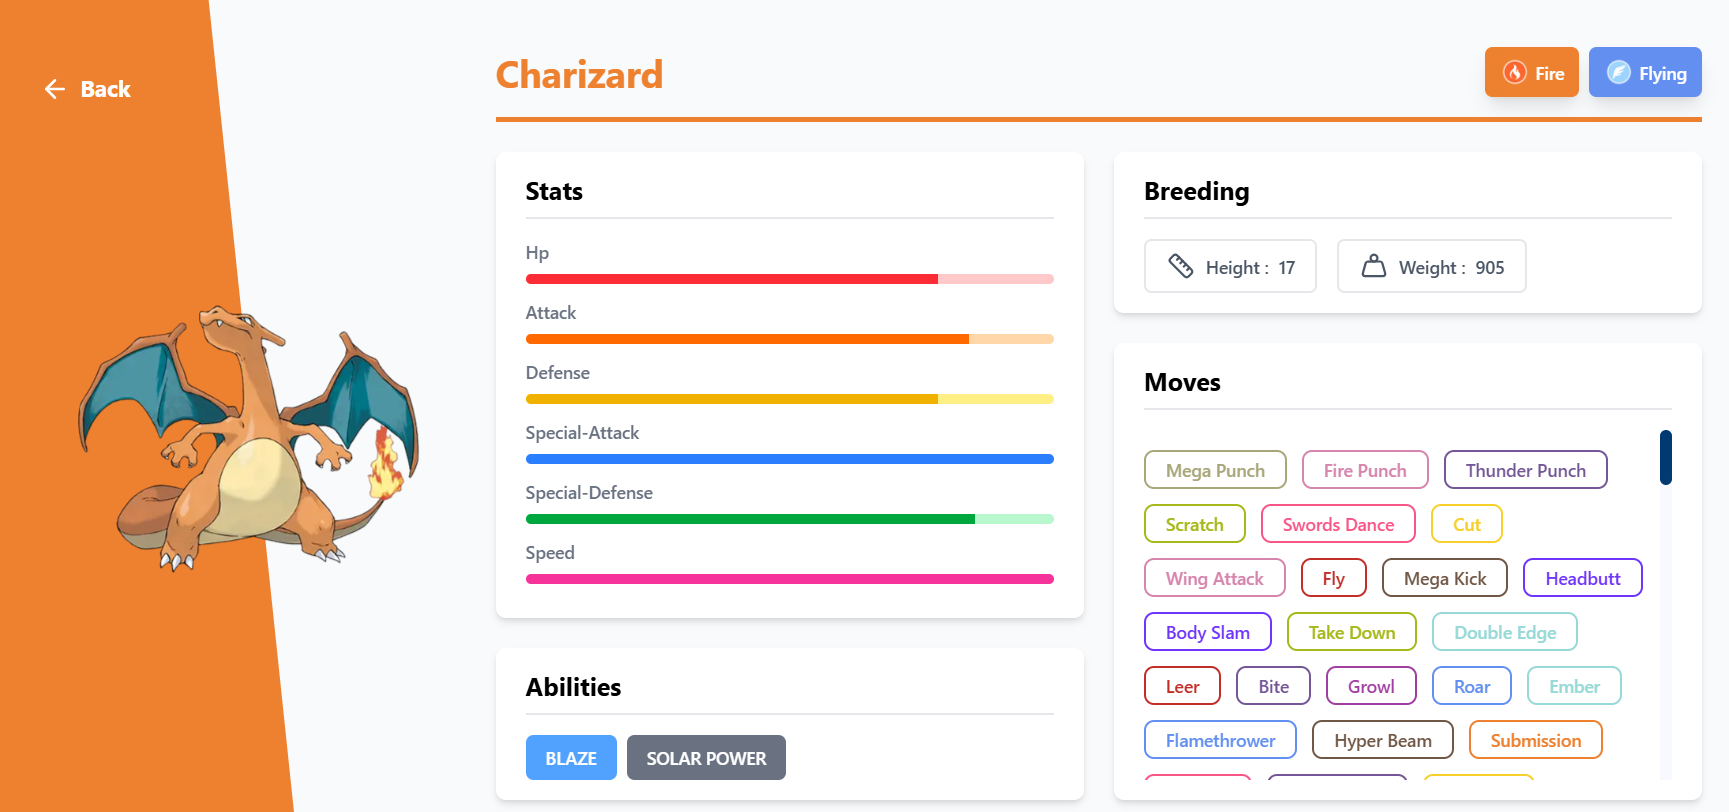 Back
Charizard
Fire
Flying
Stats
Hp
Attack
Defense
Special-Attack
Special-Defense
Speed
Abilities
BLAZE SOLAR POWER
Breeding
Height : 17 Weight : 905
Moves
Mega Punch Fire Punch Thunder Punch
Scratch Swords Dance Cut
Wing Attack Fly Mega Kick Headbutt
Body Slam Take Down Double Edge
Leer Bite Growl Roar Ember
Flamethrower Hyper Beam Submission